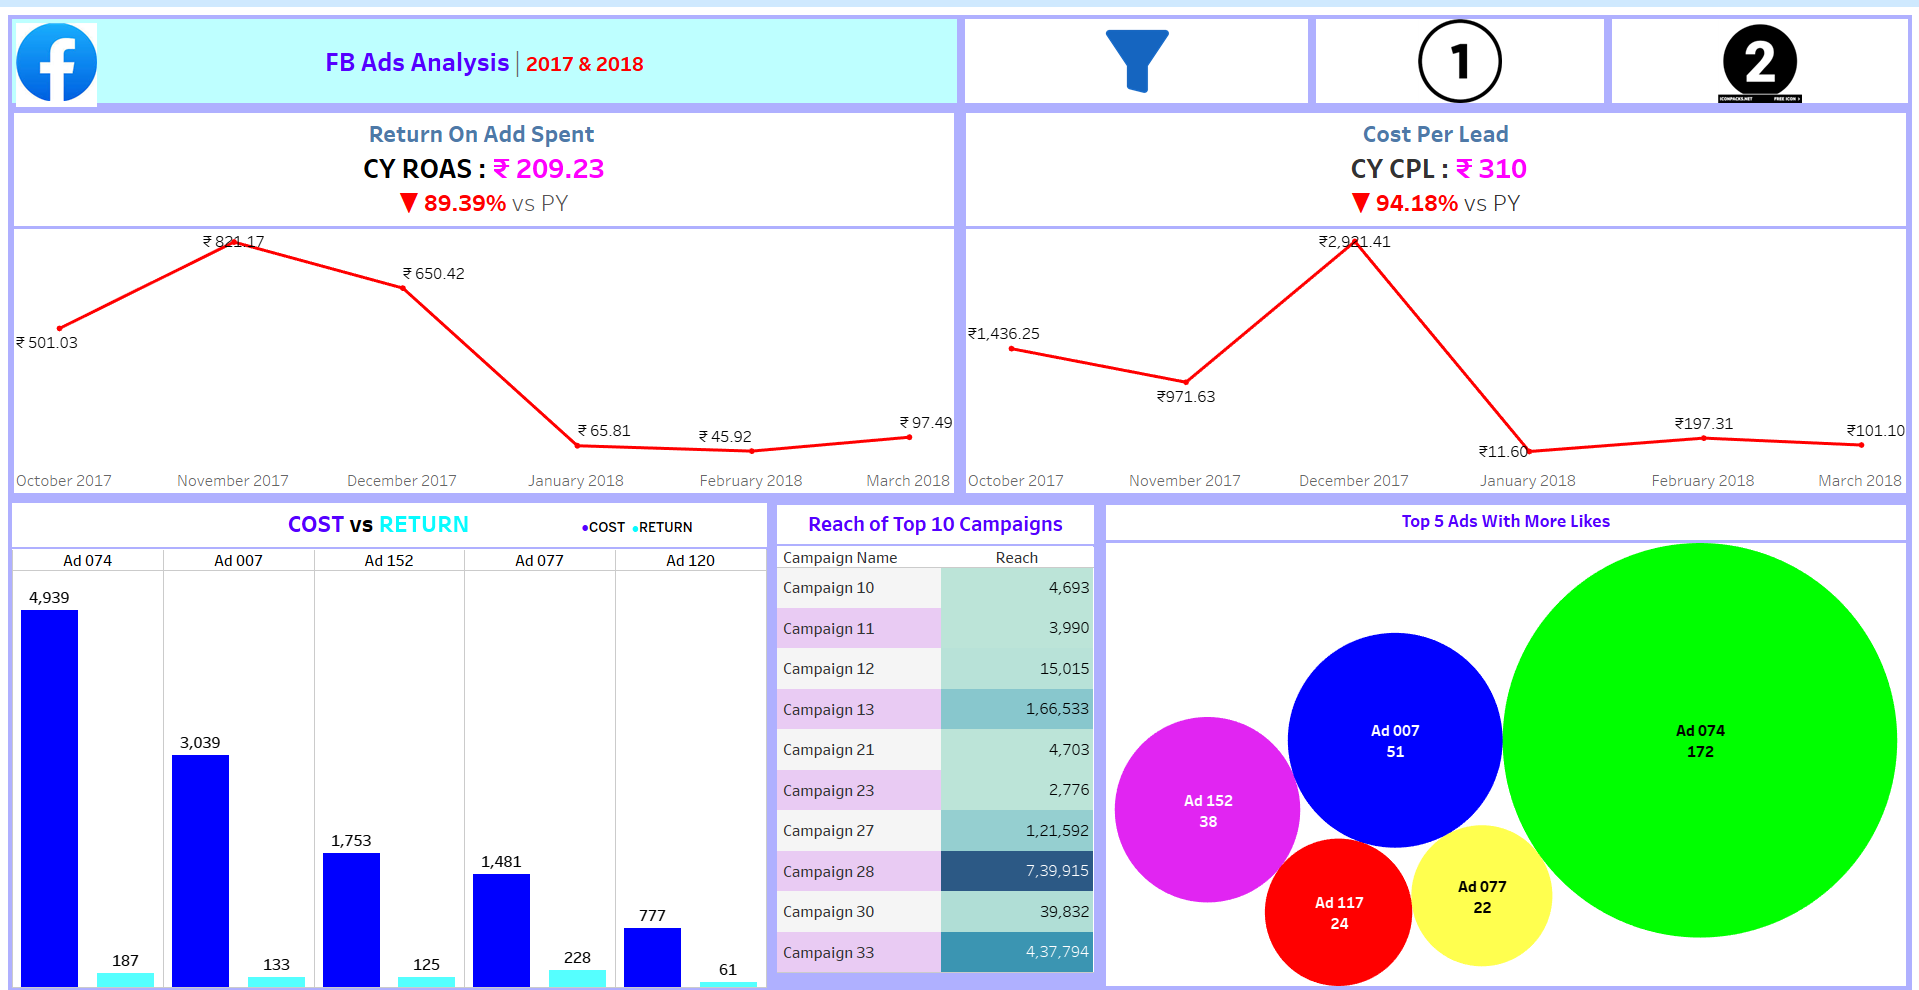 FB Ads Analysis | 2017 & 2018
1
2
ICONPACKS.NET FREE ICON >
Return On Add Spent
CY ROAS : ₹ 209.23
▼ 89.39% vs PY
Cost Per Lead
CY CPL : ₹ 310
▼ 94.18% vs PY
₹ 501.03
₹ 821.17
₹ 650.42
₹ 65.81
₹ 45.92
₹ 97.49
October 2017
November 2017
December 2017
January 2018
February 2018
March 2018
₹1,436.25
₹971.63
₹2,921.41
₹11.60
₹197.31
₹101.10
October 2017
November 2017
December 2017
January 2018
February 2018
March 2018
COST vs RETURN
•COST •RETURN
Ad 074
Ad 007
Ad 152
Ad 077
Ad 120
4,939
187
3,039
133
1,753
125
1,481
228
777
61
Reach of Top 10 Campaigns
Campaign Name Reach
Campaign 10 4,693
Campaign 11 3,990
Campaign 12 15,015
Campaign 13 1,66,533
Campaign 21 4,703
Campaign 23 2,776
Campaign 27 1,21,592
Campaign 28 7,39,915
Campaign 30 39,832
Campaign 33 4,37,794
Top 5 Ads With More Likes
Ad 074
172
Ad 007
51
Ad 152
38
Ad 077
22
Ad 117
24